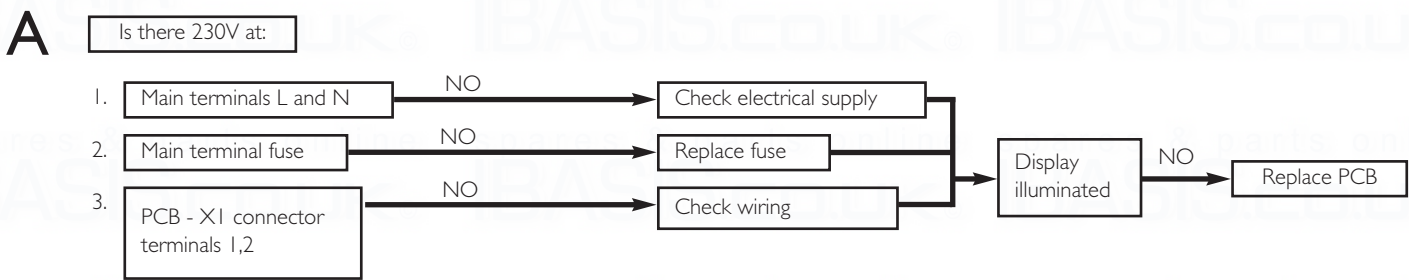 A
Is there 230V at:
1. Main terminals L and N
NO
Check electrical supply
2. Main terminal fuse
NO
Replace fuse
3. PCB - X1 connector
terminals 1,2
NO
Check wiring
Display
illuminated
NO
Replace PCB